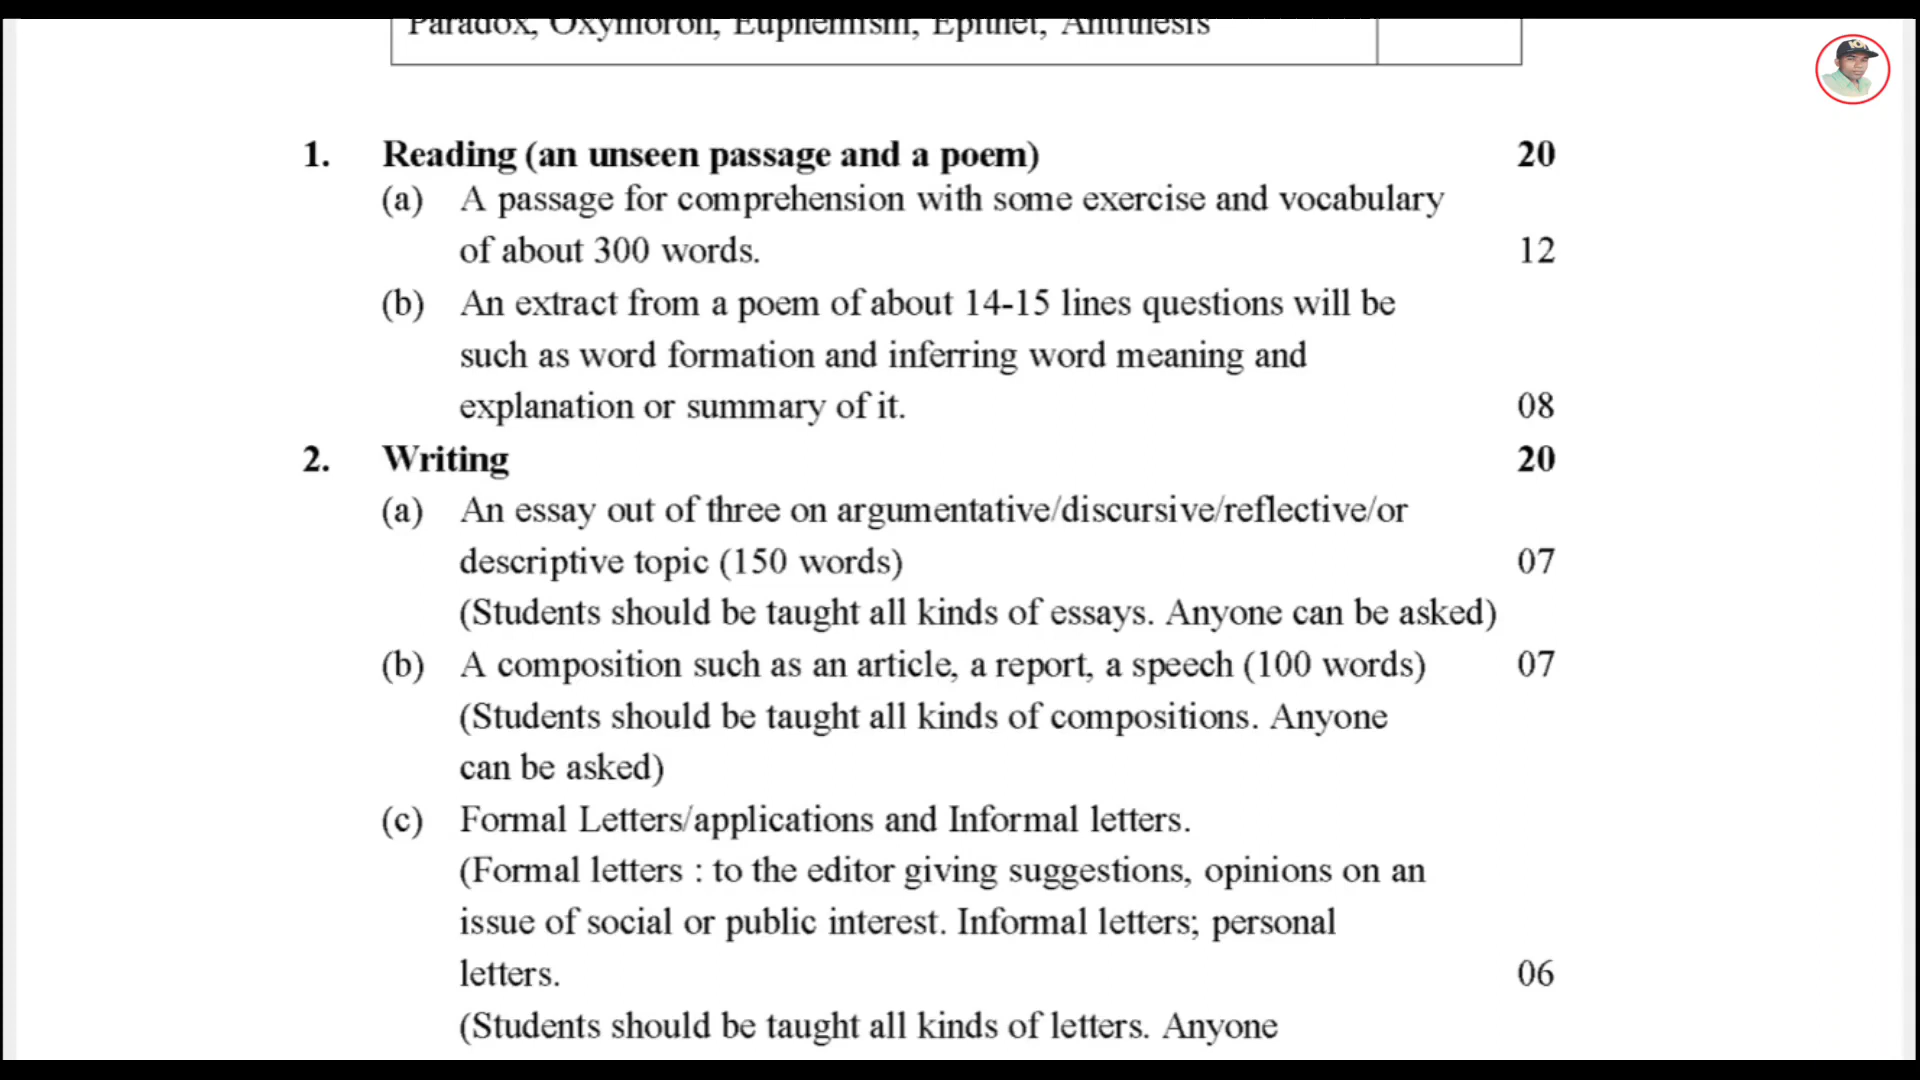 Paradox, Oxymoron, Euphemism, Epithet, Antithesis
1. Reading (an unseen passage and a poem) 20
(a) A passage for comprehension with some exercise and vocabulary
of about 300 words. 12
(b) An extract from a poem of about 14-15 lines questions will be
such as word formation and inferring word meaning and
explanation or summary of it. 08
2. Writing 20
(a) An essay out of three on argumentative/discursive/reflective/or
descriptive topic (150 words) 07
(Students should be taught all kinds of essays. Anyone can be asked)
(b) A composition such as an article, a report, a speech (100 words) 07
(Students should be taught all kinds of compositions. Anyone
can be asked)
(c) Formal Letters/applications and Informal letters.
(Formal letters : to the editor giving suggestions, opinions on an
issue of social or public interest. Informal letters; personal
letters. 06
(Students should be taught all kinds of letters. Anyone